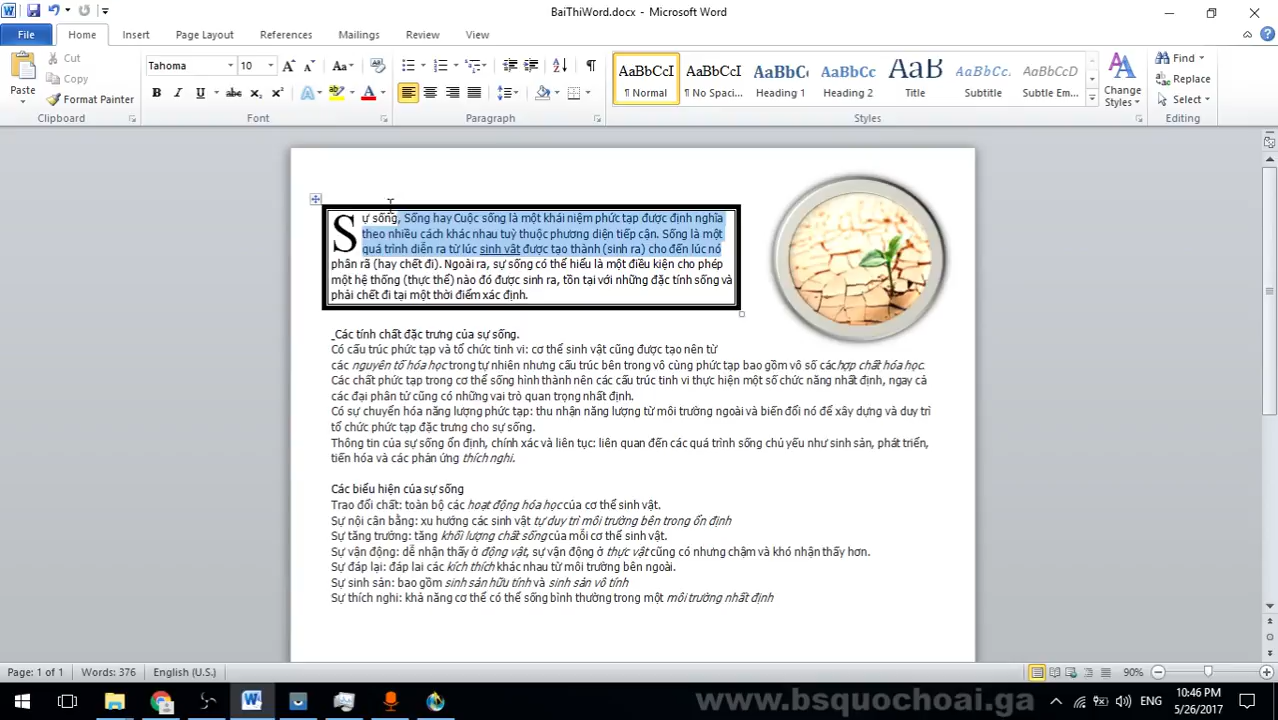 BaiThiWord.docx - Microsoft Word
File Home Insert Page Layout References Mailings Review View
Paste
Cut
Copy
Format Painter
Clipboard
Tahoma 10
Font
Paragraph
AaBbCcI AaBbCcI AaBbC AaBbCc AaB AaBbCcI AaBbCcD
¶ Normal ¶ No Spaci... Heading 1 Heading 2 Title Subtitle Subtle Em...
Styles
Change Styles
Find
Replace
Select
Editing
Sự sống, Sống hay Cuộc sống là một khái niệm phức tạp được định nghĩa
theo nhiều cách khác nhau tuỳ thuộc phương diện tiếp cận. Sống là một
quá trình diễn ra từ lúc sinh vật được tạo thành (sinh ra) cho đến lúc nó
phân rã (hay chết đi). Ngoài ra, sự sống có thể hiểu là một điều kiện cho phép
một hệ thống (thực thể) nào đó được sinh ra, tồn tại với những đặc tính sống và
phải chết đi tại một thời điểm xác định.
Các tính chất đặc trưng của sự sống.
Có cấu trúc phức tạp và tổ chức tinh vi: cơ thể sinh vật cũng được tạo nên từ
các nguyên tố hóa học trong tự nhiên nhưng cấu trúc bên trong vô cùng phức tạp bao gồm vô số các hợp chất hóa học.
Các chất phức tạp trong cơ thể sống hình thành nên các cấu trúc tinh vi thực hiện một số chức năng nhất định, ngay cả
các đại phân tử cũng có những vai trò quan trọng nhất định.
Có sự chuyển hóa năng lượng phức tạp: thu nhận năng lượng từ môi trường ngoài và biến đổi nó để xây dựng và duy trì
tổ chức phức tạp đặc trưng cho sự sống.
Thông tin của sự sống ổn định, chính xác và liên tục: liên quan đến các quá trình sống chủ yếu như sinh sản, phát triển,
tiến hóa và các phản ứng thích nghi.
Các biểu hiện của sự sống
Trao đổi chất: toàn bộ các hoạt động hóa học của cơ thể sinh vật.
Sự nội cân bằng: xu hướng các sinh vật tự duy trì môi trường bên trong ổn định
Sự tăng trưởng: tăng khối lượng chất sống của mỗi cơ thể sinh vật.
Sự vận động: dễ nhận thấy ở động vật, sự vận động ở thực vật cũng có nhưng chậm và khó nhận thấy hơn.
Sự đáp lại: đáp lại các kích thích khác nhau từ môi trường bên ngoài.
Sự sinh sản: bao gồm sinh sản hữu tính và sinh sản vô tính
Sự thích nghi: khả năng cơ thể có thể sống bình thường trong một môi trường nhất định
Page: 1 of 1 Words: 376 English (U.S.) 90%
www.bsquochoai.ga
ENG
10:46 PM
5/26/2017